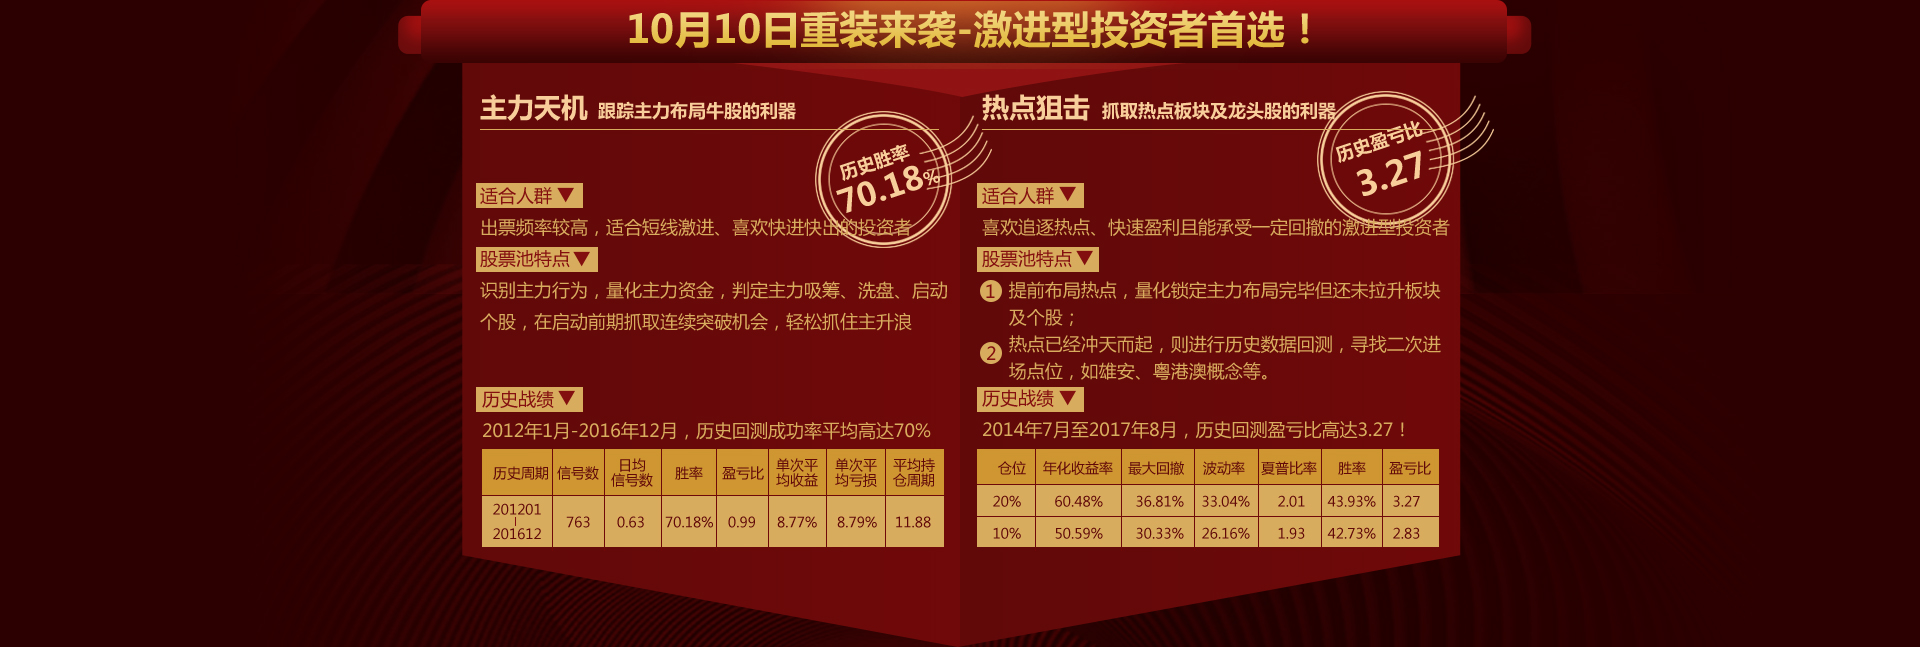 10月10日重装来袭-激进型投资者首选！
主力天机 跟踪主力布局牛股的利器
历史胜率
70.18%
适合人群▼
出票频率较高，适合短线激进、喜欢快进快出的投资者
股票池特点▼
识别主力行为，量化主力资金，判定主力吸筹、洗盘、启动
个股，在启动前期抓取连续突破机会，轻松抓住主升浪
历史战绩▼
2012年1月-2016年12月，历史回测成功率平均高达70%
历史周期 信号数 日均信号数 胜率 盈亏比 单次平均收益 单次平均亏损 平均持仓周期
201201|201612 763 0.63 70.18% 0.99 8.77% 8.79% 11.88
热点狙击 抓取热点板块及龙头股的利器
历史盈亏比
3.27
适合人群▼
喜欢追逐热点、快速盈利且能承受一定回撤的激进型投资者
股票池特点▼
1 提前布局热点，量化锁定主力布局完毕但还未拉升板块
及个股；
2 热点已经冲天而起，则进行历史数据回测，寻找二次进
场点位，如雄安、粤港澳概念等。
历史战绩▼
2014年7月至2017年8月，历史回测盈亏比高达3.27！
仓位 年化收益率 最大回撤 波动率 夏普比率 胜率 盈亏比
20% 60.48% 36.81% 33.04% 2.01 43.93% 3.27
10% 50.59% 30.33% 26.16% 1.93 42.73% 2.83